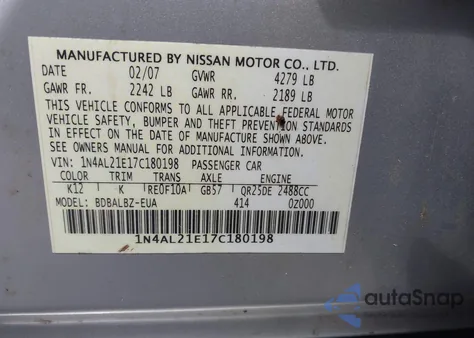 MANUFACTURED BY NISSAN MOTOR CO., LTD.
DATE 02/07 GVWR 4279 LB
GAWR FR. 2242 LB GAWR RR. 2189 LB
THIS VEHICLE CONFORMS TO ALL APPLICABLE FEDERAL MOTOR
VEHICLE SAFETY, BUMPER AND THEFT PREVENTION STANDARDS
IN EFFECT ON THE DATE OF MANUFACTURE SHOWN ABOVE.
SEE OWNERS MANUAL FOR ADDITIONAL INFORMATION
VIN: 1N4AL21E17C180198 PASSENGER CAR
COLOR TRIM TRANS AXLE ENGINE
K12 K RE0F10A GB57 QR25DE 2488CC
MODEL: BDBALBZ-EUA 414 0Z000
1N4AL21E17C180198
autaSnap